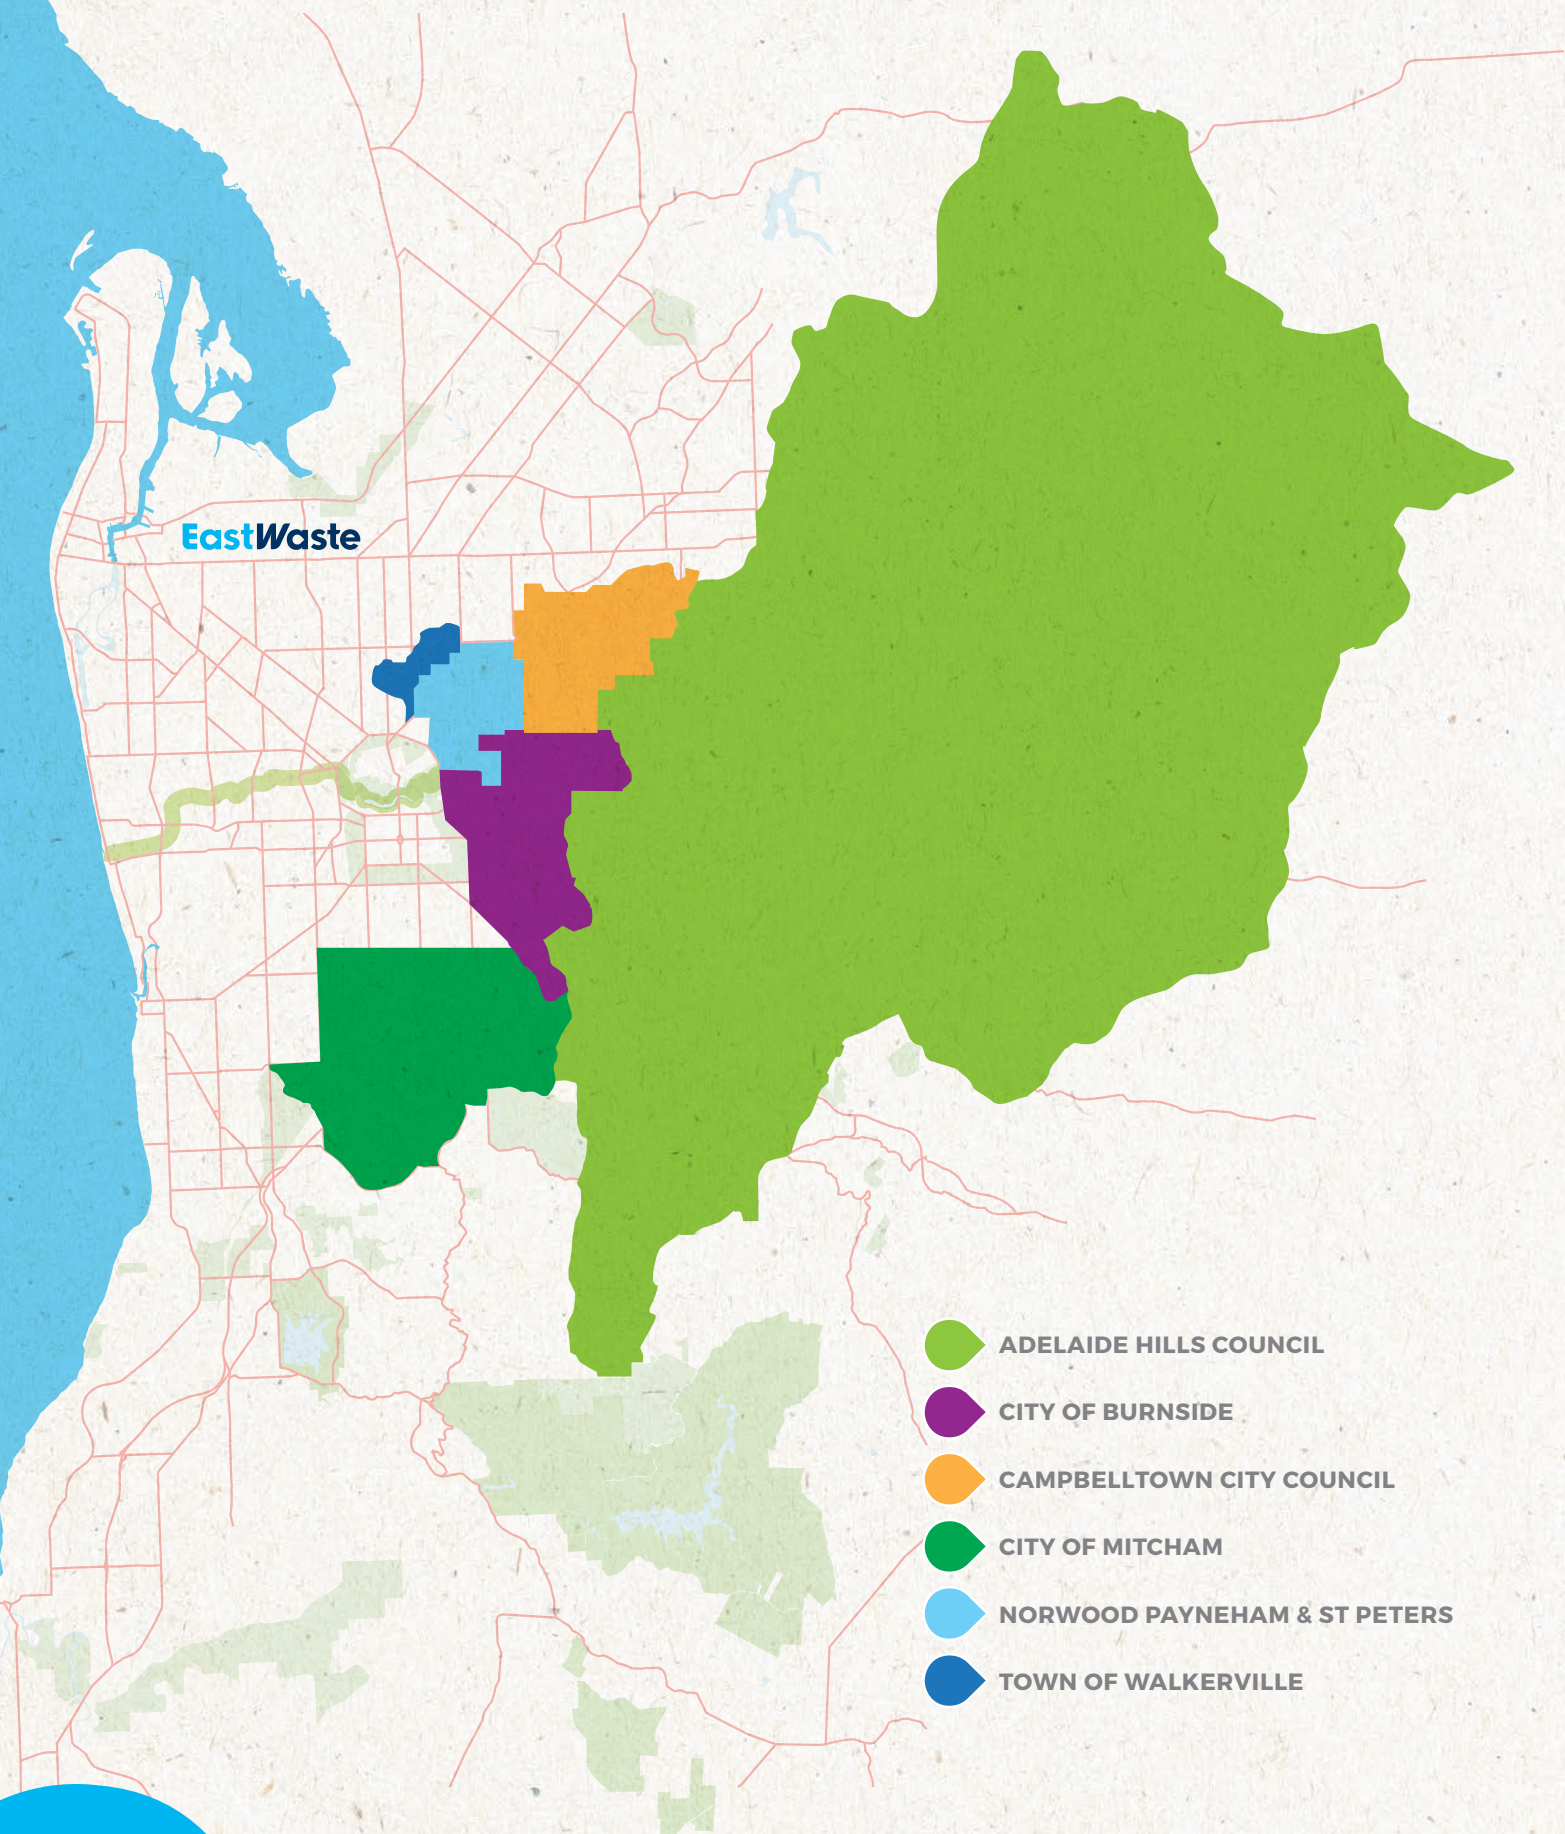 EastWaste
ADELAIDE HILLS COUNCIL
CITY OF BURNSIDE
CAMPBELLTOWN CITY COUNCIL
CITY OF MITCHAM
NORWOOD PAYNEHAM & ST PETERS
TOWN OF WALKERVILLE